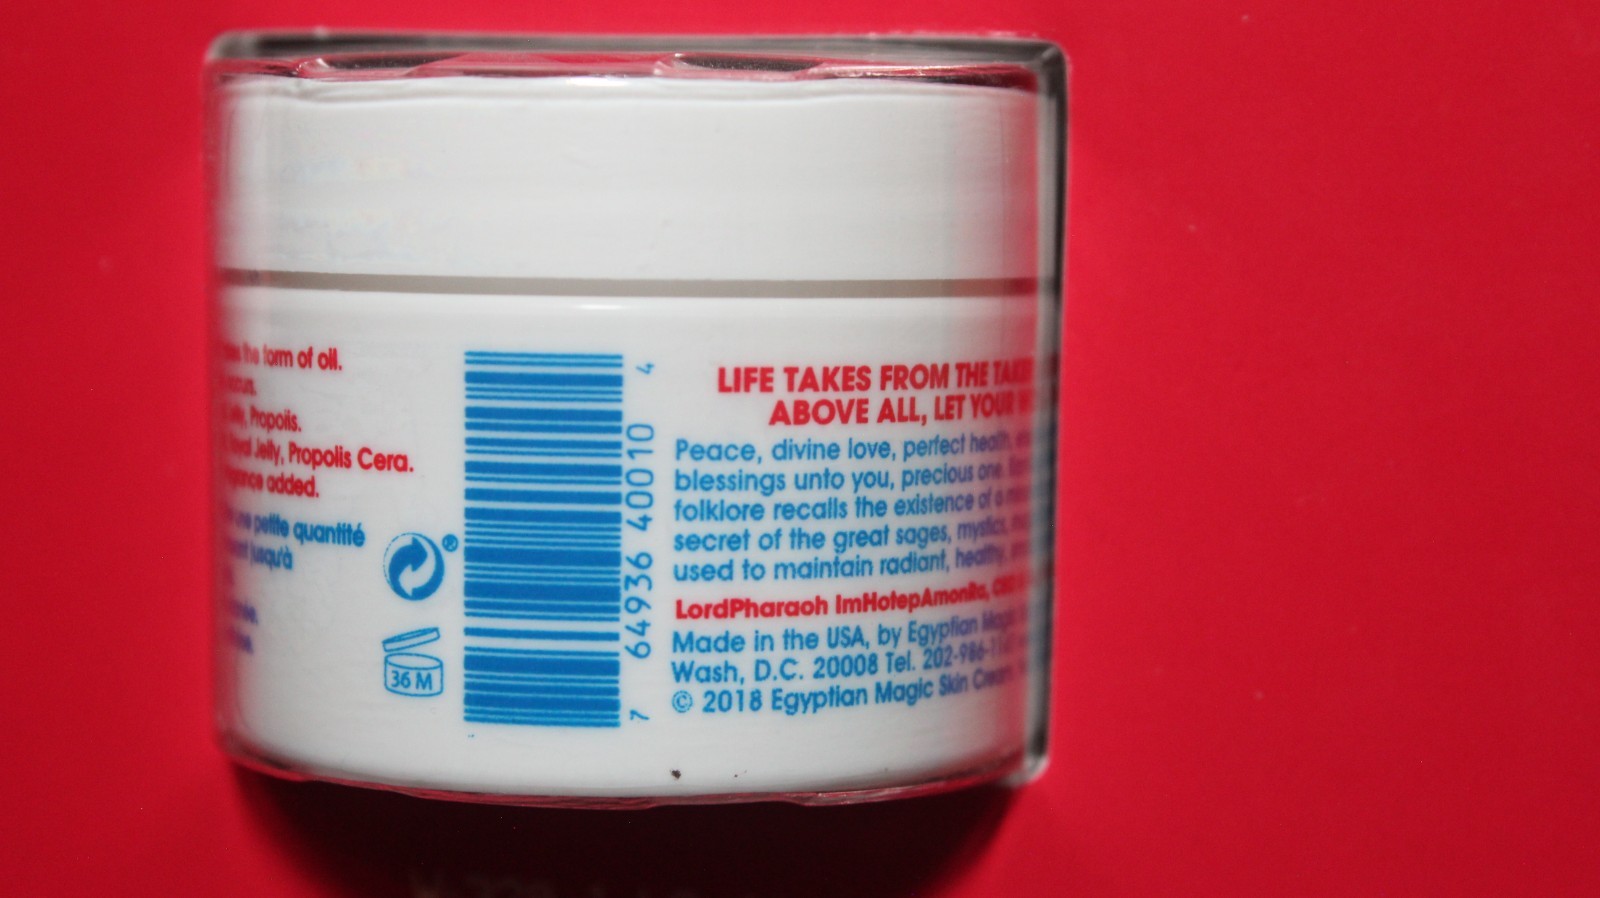 the form of oil.
Propolis.
Jelly, Propolis Cera.
added.
petite quantité
jusqu'à
®
36 M
7 64936 40010 4
LIFE TAKES FROM THE
ABOVE ALL, LET YOUR
Peace, divine love, perfect health,
blessings unto you, precious one.
folklore recalls the existence of a
secret of the great sages, mystics,
used to maintain radiant, healthy,
LordPharaoh ImHotepAmonRa,
Made in the USA, by Egyptian Magic
Wash, D.C. 20008 Tel. 202-986-
© 2018 Egyptian Magic Skin Cream